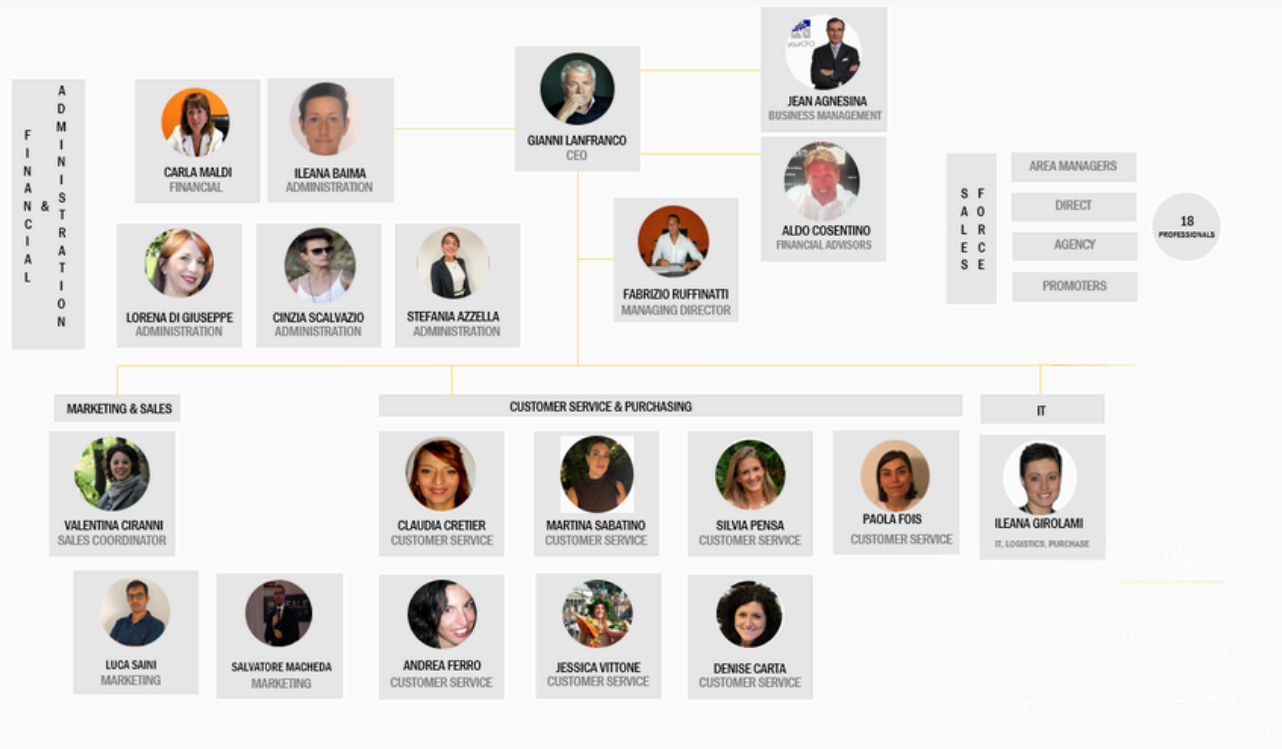 FINANCIAL
&
ADMINISTRATION
CARLA MALDI
FINANCIAL
ILEANA BAIMA
ADMINISTRATION
GIANNI LANFRANCO
CEO
yourCFO
JEAN AGNESINA
BUSINESS MANAGEMENT
ALDO COSENTINO
FINANCIAL ADVISORS
LORENA DI GIUSEPPE
ADMINISTRATION
CINZIA SCALVAZIO
ADMINISTRATION
STEFANIA AZZELLA
ADMINISTRATION
FABRIZIO RUFFINATTI
MANAGING DIRECTOR
SALES
FORCE
AREA MANAGERS
DIRECT
AGENCY
PROMOTERS
18
PROFESSIONALS
MARKETING & SALES
CUSTOMER SERVICE & PURCHASING
IT
VALENTINA CIRANNI
SALES COORDINATOR
CLAUDIA CRETIER
CUSTOMER SERVICE
MARTINA SABATINO
CUSTOMER SERVICE
SILVIA PENSA
CUSTOMER SERVICE
PAOLA FOIS
CUSTOMER SERVICE
ILEANA GIROLAMI
IT, LOGISTICS, PURCHASE
LUCA SAINI
MARKETING
SALVATORE MACHEDA
MARKETING
ANDREA FERRO
CUSTOMER SERVICE
JESSICA VITTONE
CUSTOMER SERVICE
DENISE CARTA
CUSTOMER SERVICE